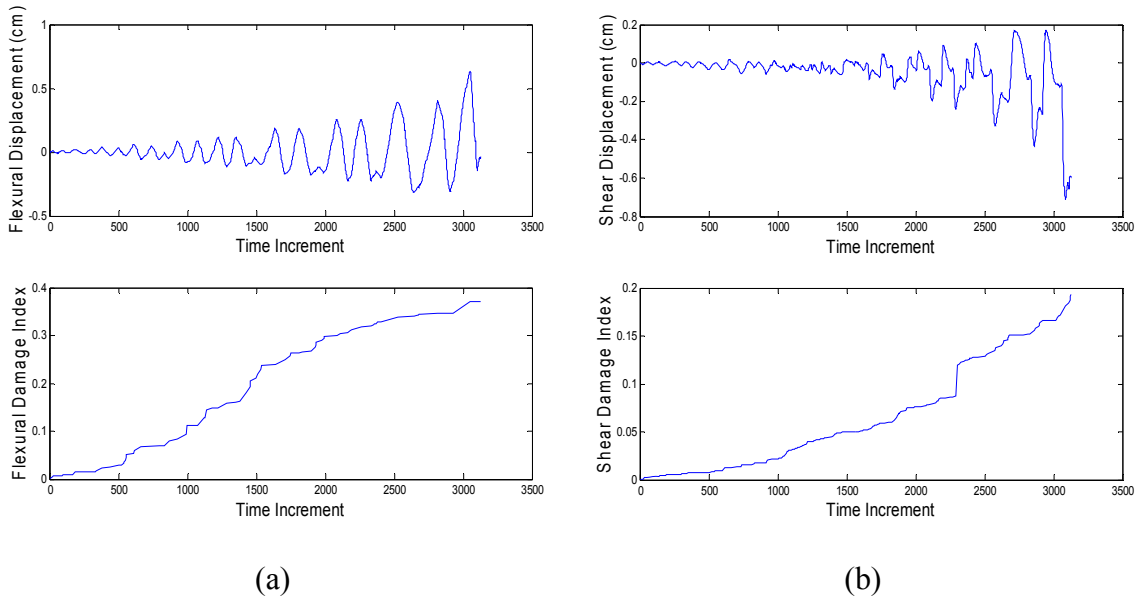 1
0.5
0
-0.5
0 500 1000 1500 2000 2500 3000 3500
Flexural Displacement (cm)
Time Increment
0.4
0.3
0.2
0.1
0
0 500 1000 1500 2000 2500 3000 3500
Flexural Damage Index
Time Increment
(a)
0.2
0
-0.2
-0.4
-0.6
-0.8
0 500 1000 1500 2000 2500 3000 3500
Shear Displacement (cm)
Time Increment
0.2
0.15
0.1
0.05
0
0 500 1000 1500 2000 2500 3000 3500
Shear Damage Index
Time Increment
(b)